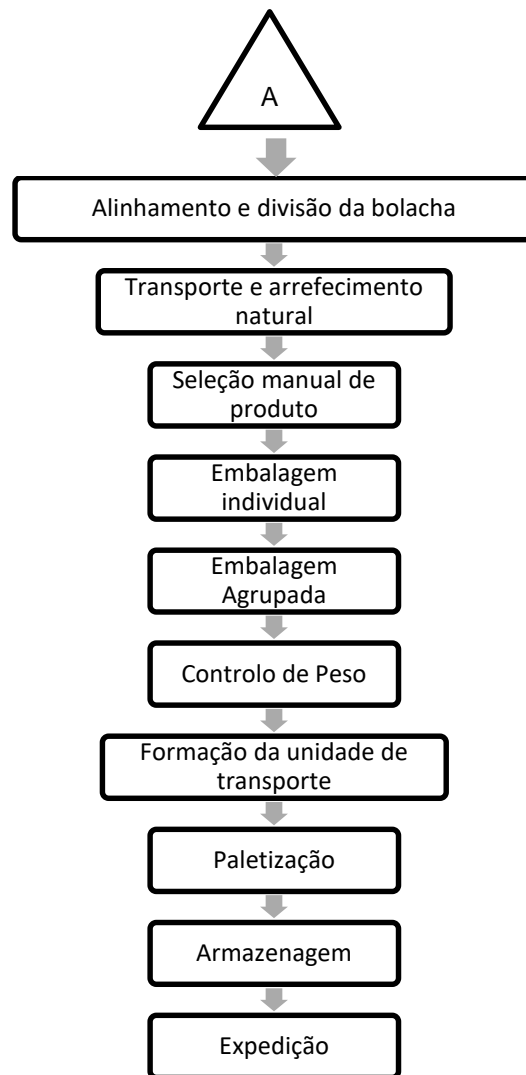 A
Alinhamento e divisão da bolacha
Transporte e arrefecimento
natural
Seleção manual de
produto
Embalagem
individual
Embalagem
Agrupada
Controlo de Peso
Formação da unidade de
transporte
Paletização
Armazenagem
Expedição